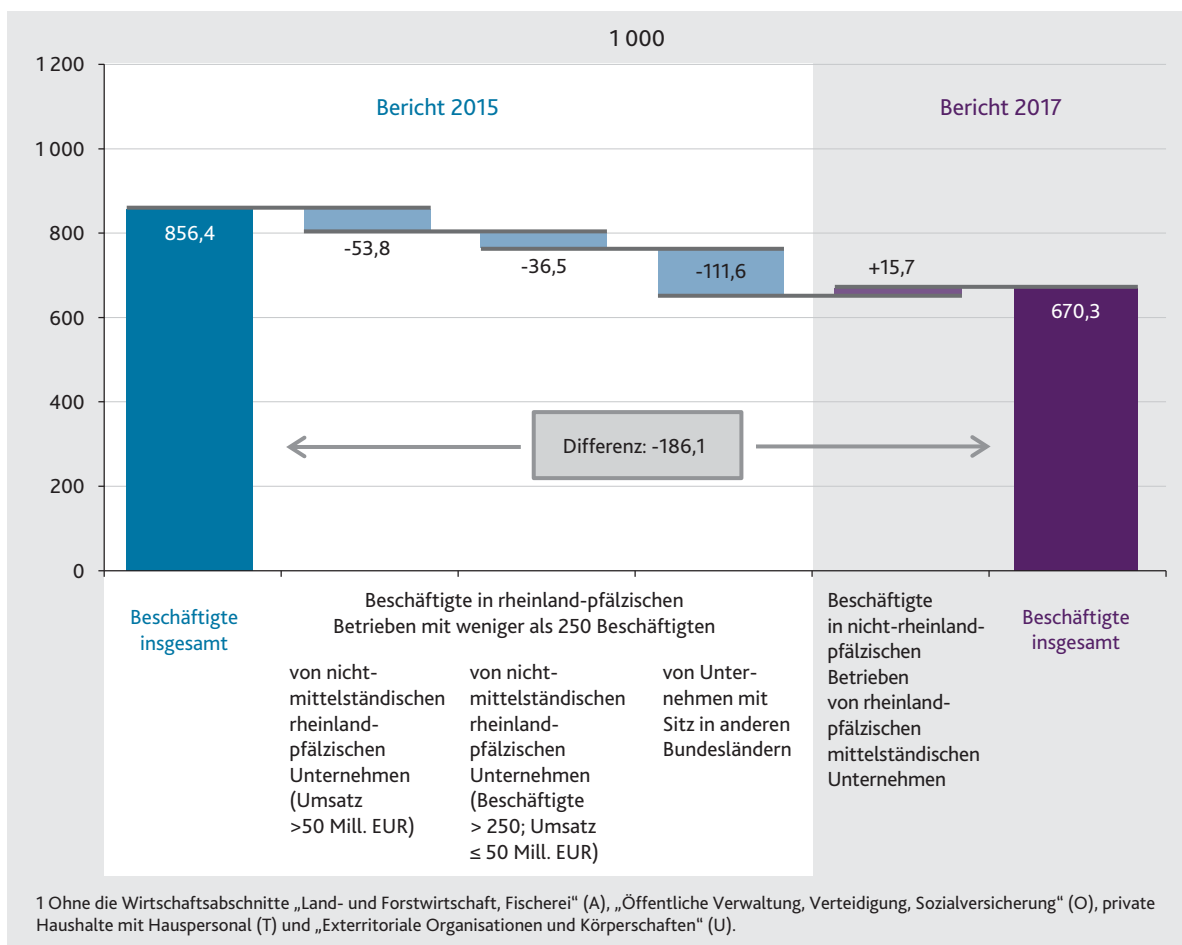 1 000
1 200
1 000
800
600
400
200
0
Bericht 2015
Bericht 2017
856,4
-53,8
-36,5
-111,6
+15,7
670,3
Differenz: -186,1
Beschäftigte
insgesamt
Beschäftigte in rheinland-pfälzischen
Betrieben mit weniger als 250 Beschäftigten
von nicht-
mittelständischen
rheinland-
pfälzischen
Unternehmen
(Umsatz
>50 Mill. EUR)
von nicht-
mittelständischen
rheinland-
pfälzischen
Unternehmen
(Beschäftigte
> 250; Umsatz
≤ 50 Mill. EUR)
von Unter-
nehmen mit
Sitz in anderen
Bundesländern
Beschäftigte
in nicht-rheinland-
pfälzischen
Betrieben
von rheinland-
pfälzischen
mittelständischen
Unternehmen
Beschäftigte
insgesamt
1 Ohne die Wirtschaftsabschnitte „Land- und Forstwirtschaft, Fischerei“ (A), „Öffentliche Verwaltung, Verteidigung, Sozialversicherung“ (O), private
Haushalte mit Hauspersonal (T) und „Exterritoriale Organisationen und Körperschaften“ (U).